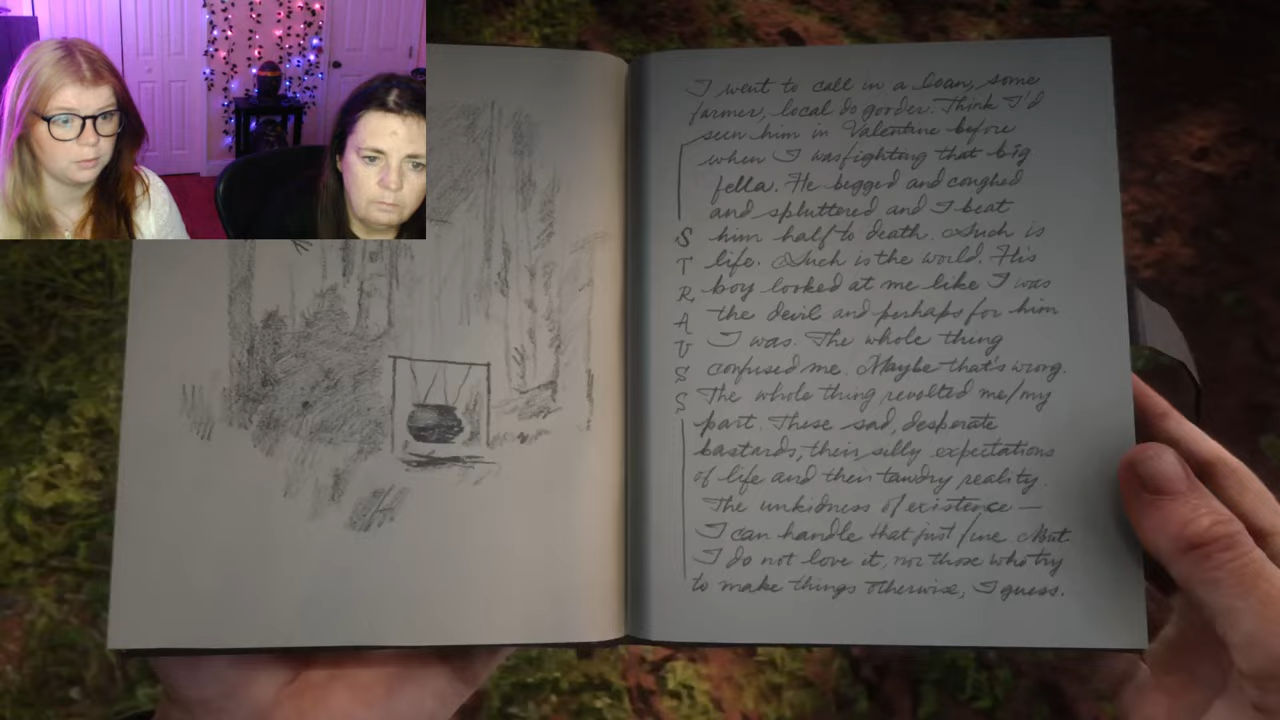 I went to call in a loan, some
farmer, local do gooder. Think I'd
seen him in Valentine before
when I was fighting that big
fella. He begged and coughed
and spluttered and I beat
him half to death. Such is
life. Such is the world. His
boy looked at me like I was
the devil and perhaps for him
I was. The whole thing
confused me. Maybe that's wrong.
The whole thing revolted me/my
part. These sad, desperate
bastards, their silly expectations
of life and their tawdry reality.
The unkidness of existence —
I can handle that just fine. But
I do not love it, nor those who try
to make things otherwise, I guess.
STRAUSS